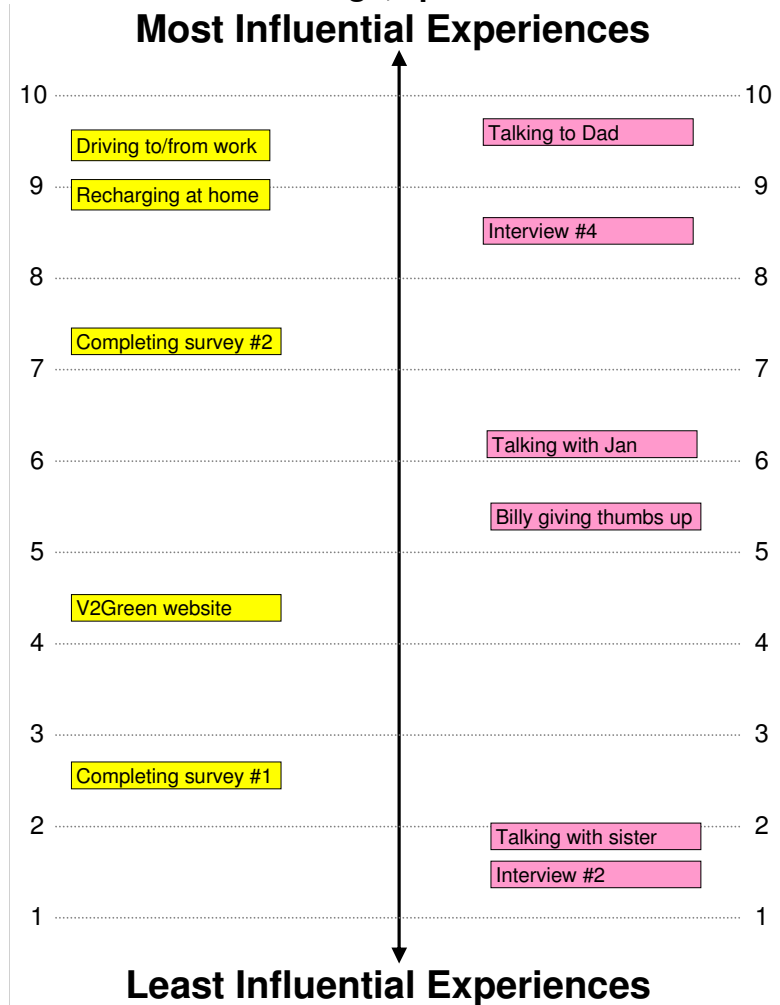 Most Influential Experiences
10 10
Talking to Dad
Driving to/from work
9 9
Recharging at home
Interview #4
8 8
Completing survey #2
7 7
Talking with Jan
6 6
Billy giving thumbs up
5 5
V2Green website
4 4
3 3
Completing survey #1
2 2
Talking with sister
Interview #2
1 1
Least Influential Experiences